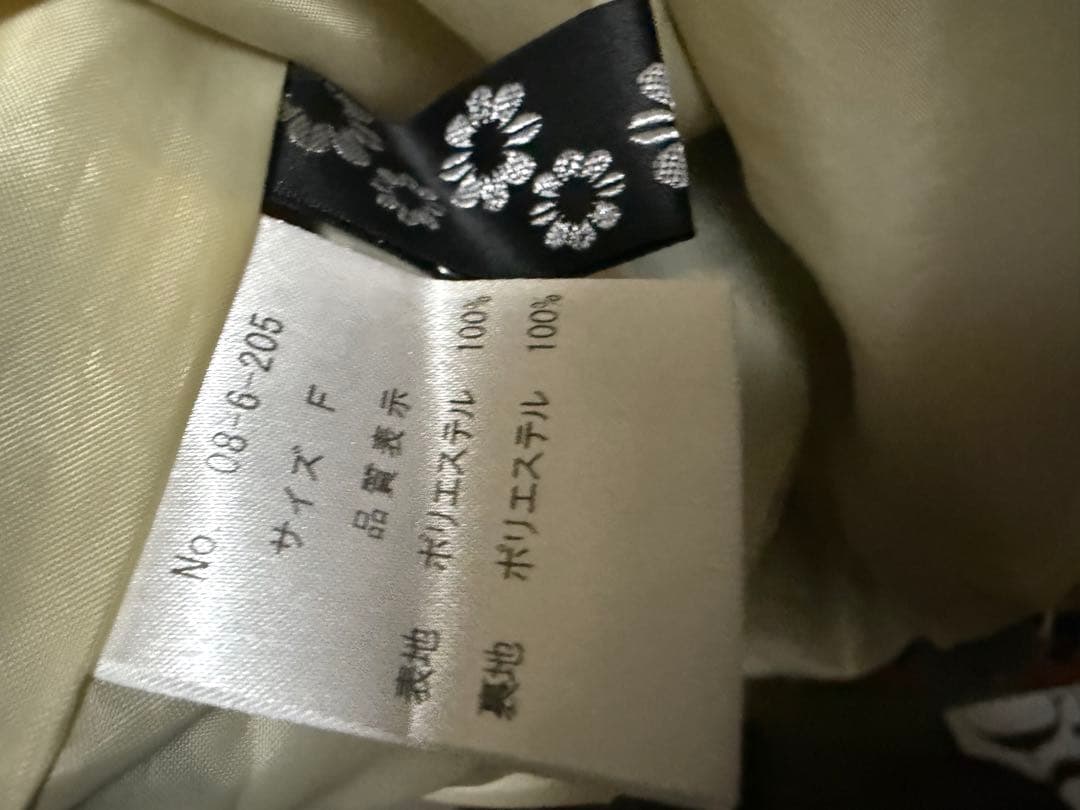 No. 08-6-205
サイズ F
品質表示
表地 ポリエステル 100%
裏地 ポリエステル 100%